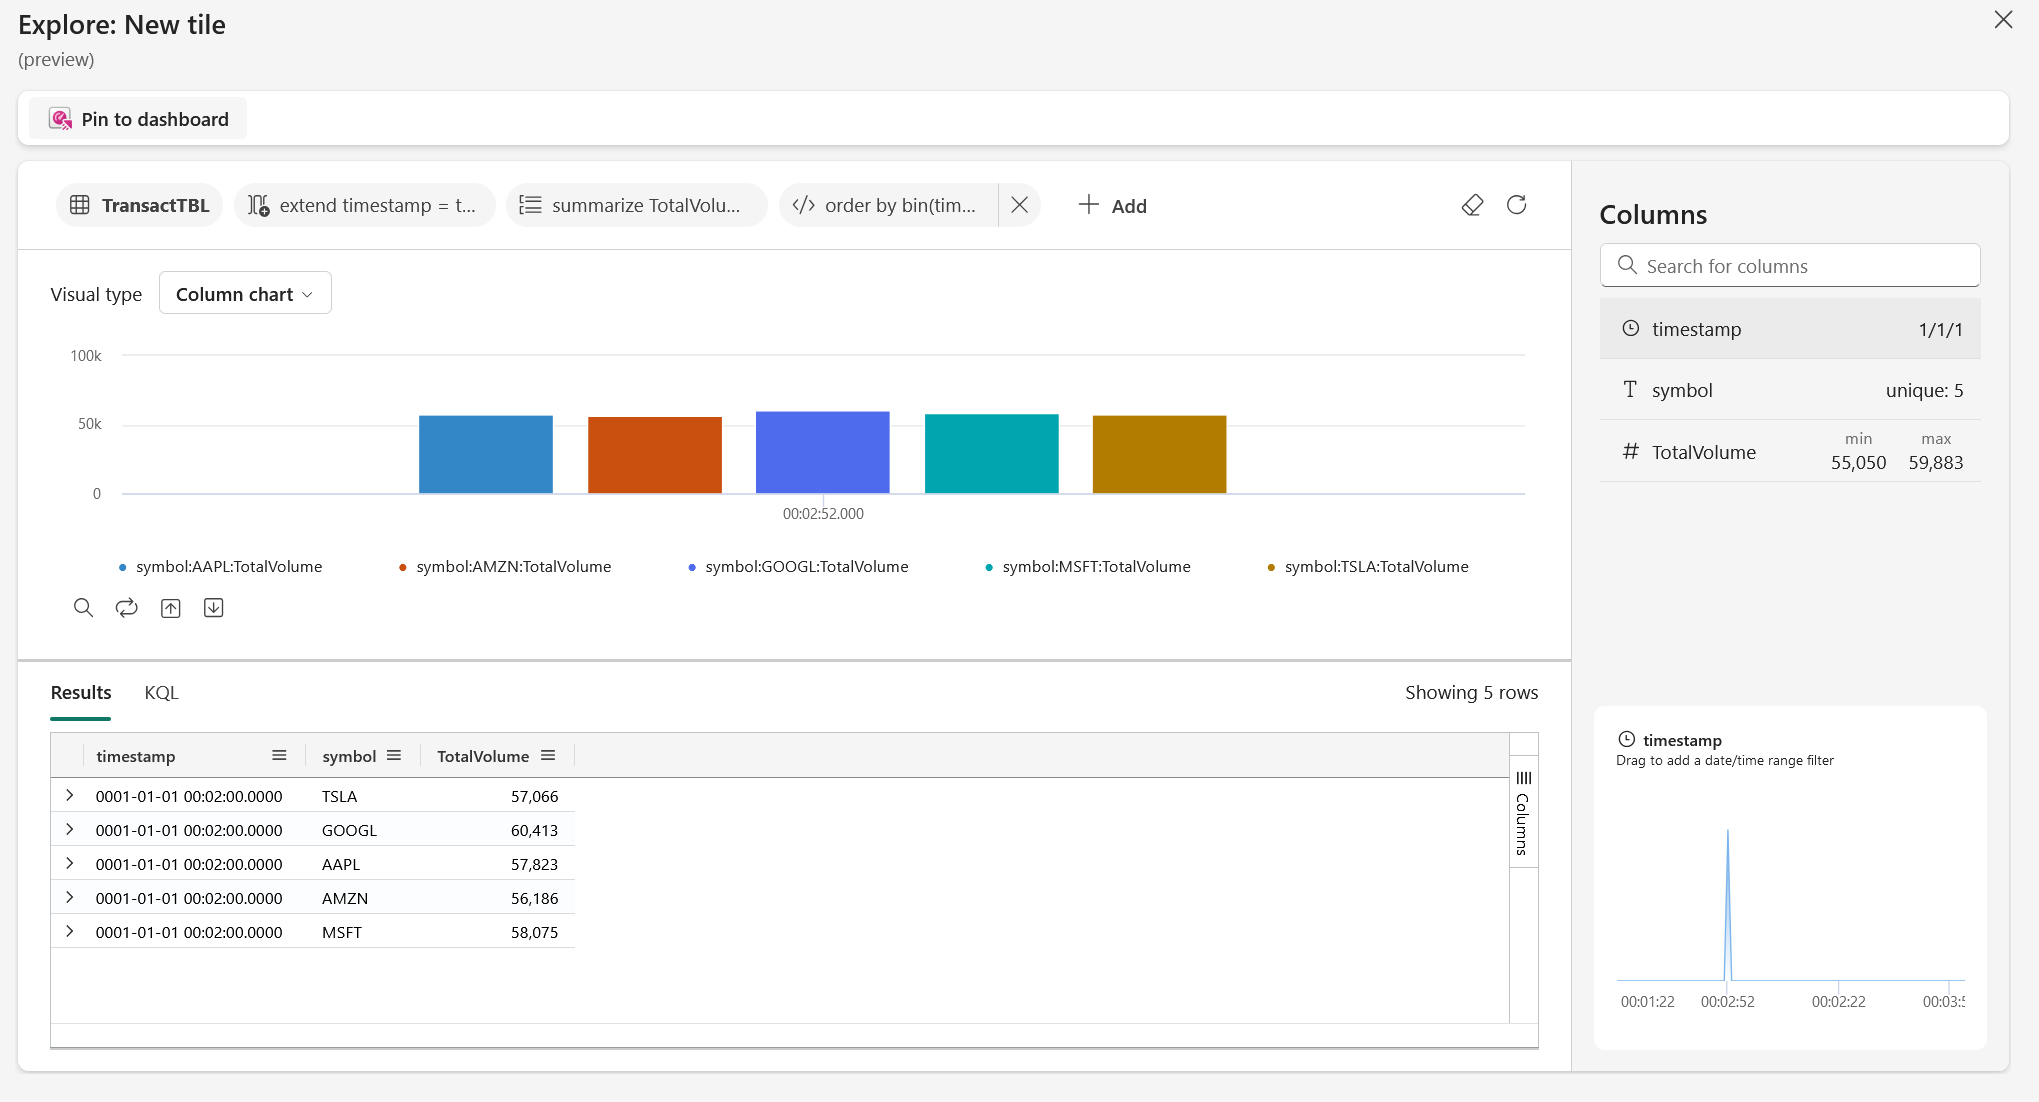 Explore: New tile
(preview)
Pin to dashboard
TransactTBL
extend timestamp = t...
summarize TotalVolu...
order by bin(tim...
Add
Visual type
Column chart
100k
50k
0
00:02:52.000
symbol:AAPL:TotalVolume
symbol:AMZN:TotalVolume
symbol:GOOGL:TotalVolume
symbol:MSFT:TotalVolume
symbol:TSLA:TotalVolume
Results KQL
Showing 5 rows
timestamp symbol TotalVolume
0001-01-01 00:02:00.0000 TSLA 57,066
0001-01-01 00:02:00.0000 GOOGL 60,413
0001-01-01 00:02:00.0000 AAPL 57,823
0001-01-01 00:02:00.0000 AMZN 56,186
0001-01-01 00:02:00.0000 MSFT 58,075
Columns
Columns
Search for columns
timestamp 1/1/1
symbol unique: 5
min max
TotalVolume 55,050 59,883
timestamp
Drag to add a date/time range filter
00:01:22 00:02:52 00:02:22 00:03:5